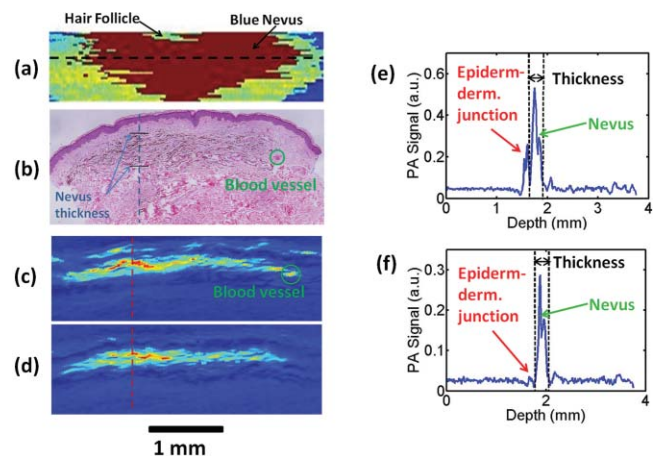 Hair Follicle
Blue Nevus
(a)
(b)
Nevus
thickness
Blood vessel
(c)
Blood vessel
(d)
1 mm
(e)
PA Signal (a.u.)
0.6
0.4
0.2
0
Epiderm-
derm.
junction
Thickness
Nevus
0 1 2 3 4
Depth (mm)
(f)
PA Signal (a.u.)
0.3
0.2
0.1
0
Epiderm-
derm.
junction
Thickness
Nevus
0 2 4
Depth (mm)